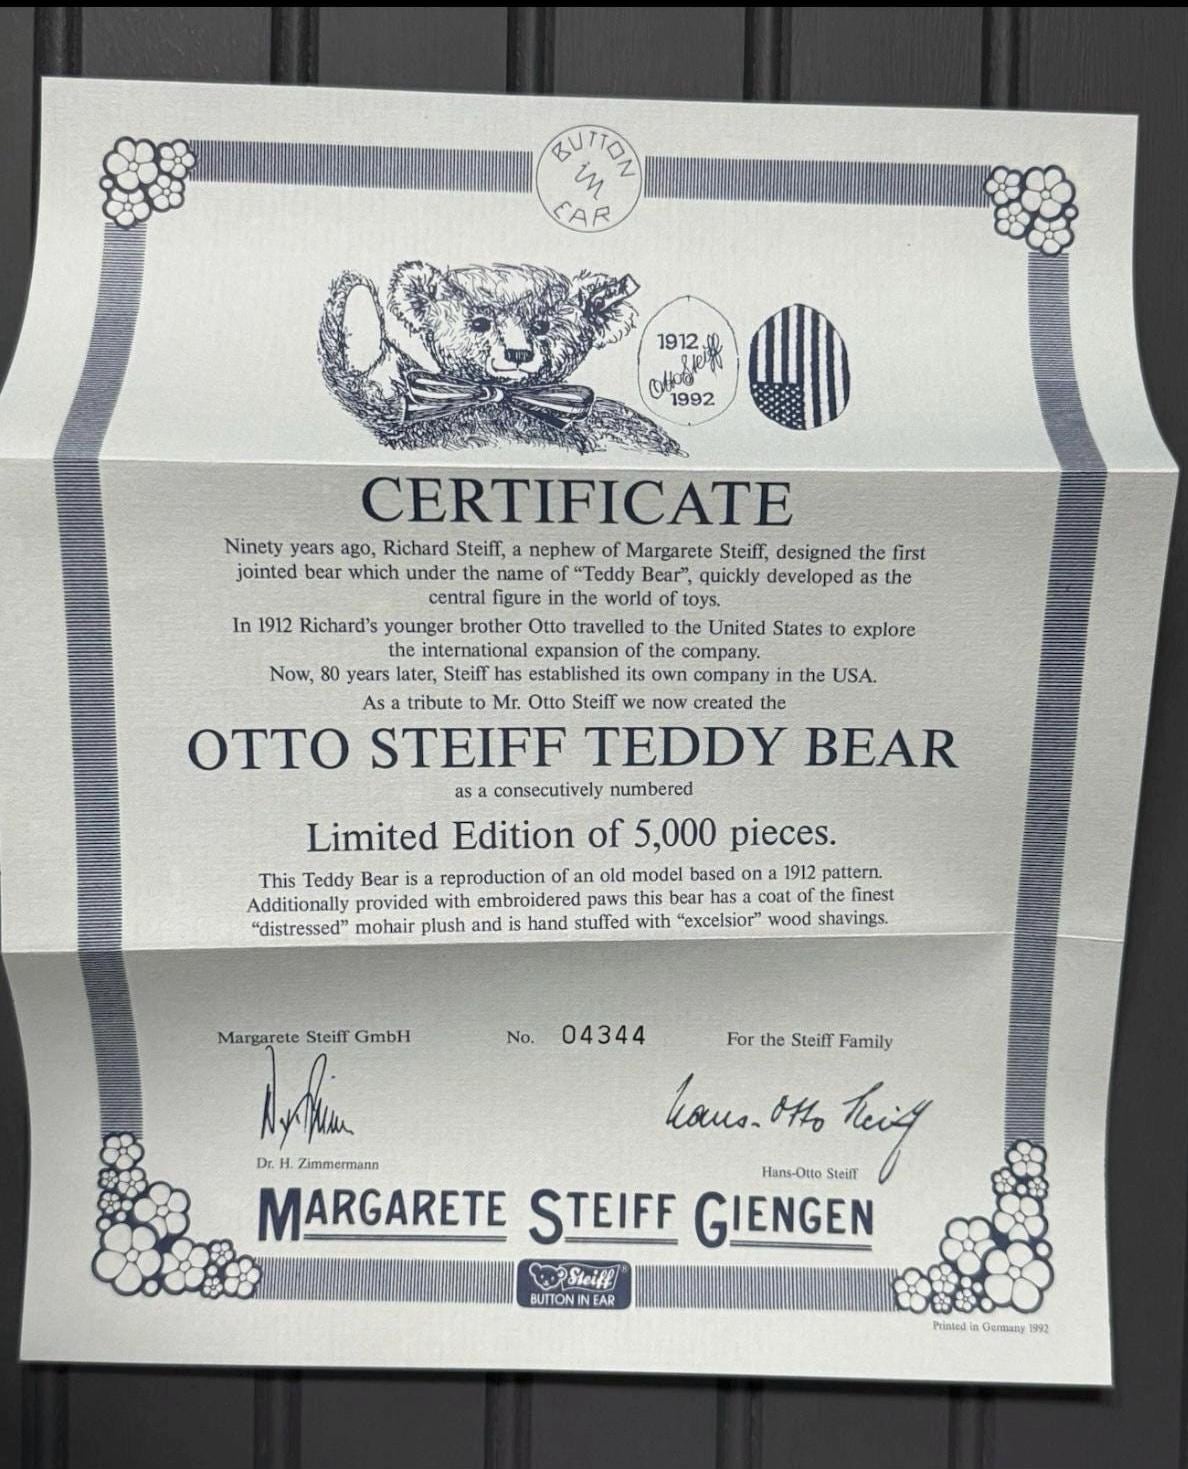 BUTTON
in
EAR
1912
Otto Steiff
1992
CERTIFICATE
Ninety years ago, Richard Steiff, a nephew of Margarete Steiff, designed the first
jointed bear which under the name of “Teddy Bear”, quickly developed as the
central figure in the world of toys.
In 1912 Richard’s younger brother Otto travelled to the United States to explore
the international expansion of the company.
Now, 80 years later, Steiff has established its own company in the USA.
As a tribute to Mr. Otto Steiff we now created the
OTTO STEIFF TEDDY BEAR
as a consecutively numbered
Limited Edition of 5,000 pieces.
This Teddy Bear is a reproduction of an old model based on a 1912 pattern.
Additionally provided with embroidered paws this bear has a coat of the finest
“distressed” mohair plush and is hand stuffed with “excelsior” wood shavings.
Margarete Steiff GmbH No. 04344 For the Steiff Family
Hans-Otto Steiff
Dr. H. Zimmermann Hans-Otto Steiff
MARGARETE STEIFF GIENGEN
Steiff®
BUTTON IN EAR
Printed in Germany 1992